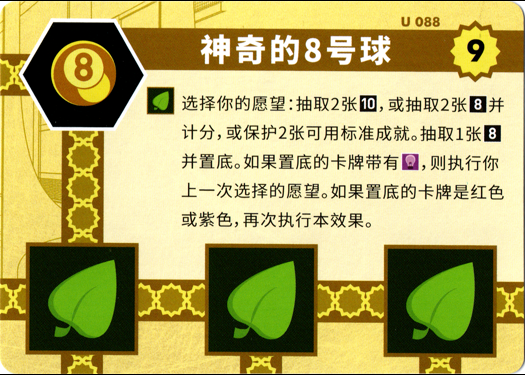 U 088
8
神奇的8号球
9
选择你的愿望：抽取2张10，或抽取2张8并
计分，或保护2张可用标准成就。抽取1张8
并置底。如果置底的卡牌带有，则执行你
上一次选择的愿望。如果置底的卡牌是红色
或紫色，再次执行本效果。